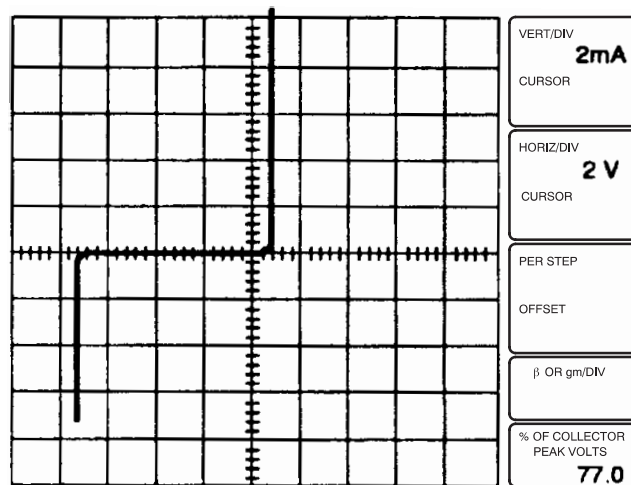 VERT/DIV
2mA
CURSOR
HORIZ/DIV
2 V
CURSOR
PER STEP
OFFSET
β OR gm/DIV
% OF COLLECTOR
PEAK VOLTS
77.0